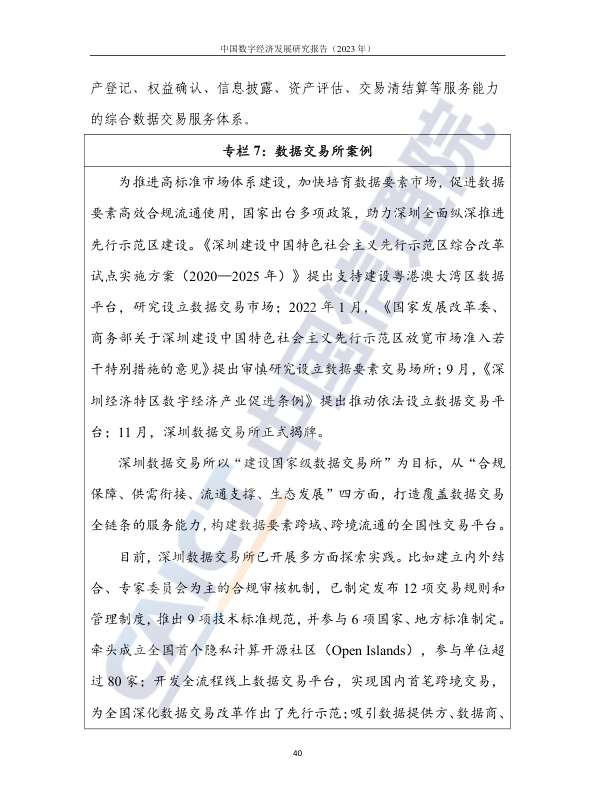 中国数字经济发展研究报告（2023 年）
产登记、权益确认、信息披露、资产评估、交易清结算等服务能力
的综合数据交易服务体系。
专栏 7：数据交易所案例
为推进高标准市场体系建设，加快培育数据要素市场，促进数据
要素高效合规流通使用，国家出台多项政策，助力深圳全面纵深推进
先行示范区建设。《深圳建设中国特色社会主义先行示范区综合改革
试点实施方案（2020—2025 年）》提出支持建设粤港澳大湾区数据
平台，研究设立数据交易市场；2022 年 1 月，《国家发展改革委、
商务部关于深圳建设中国特色社会主义先行示范区放宽市场准入若
干特别措施的意见》提出审慎研究设立数据要素交易场所；9 月，《深
圳经济特区数字经济产业促进条例》提出推动依法设立数据交易平
台；11 月，深圳数据交易所正式揭牌。
深圳数据交易所以“建设国家级数据交易所”为目标，从“合规
保障、供需衔接、流通支撑、生态发展”四方面，打造覆盖数据交易
全链条的服务能力，构建数据要素跨域、跨境流通的全国性交易平台。
目前，深圳数据交易所已开展多方面探索实践。比如建立内外结
合、专家委员会为主的合规审核机制，已制定发布 12 项交易规则和
管理制度，推出 9 项技术标准规范，并参与 6 项国家、地方标准制定。
牵头成立全国首个隐私计算开源社区（Open Islands），参与单位超
过 80 家；开发全流程线上数据交易平台，实现国内首笔跨境交易，
为全国深化数据交易改革作出了先行示范；吸引数据提供方、数据商、
40
CAICT 中国信通院